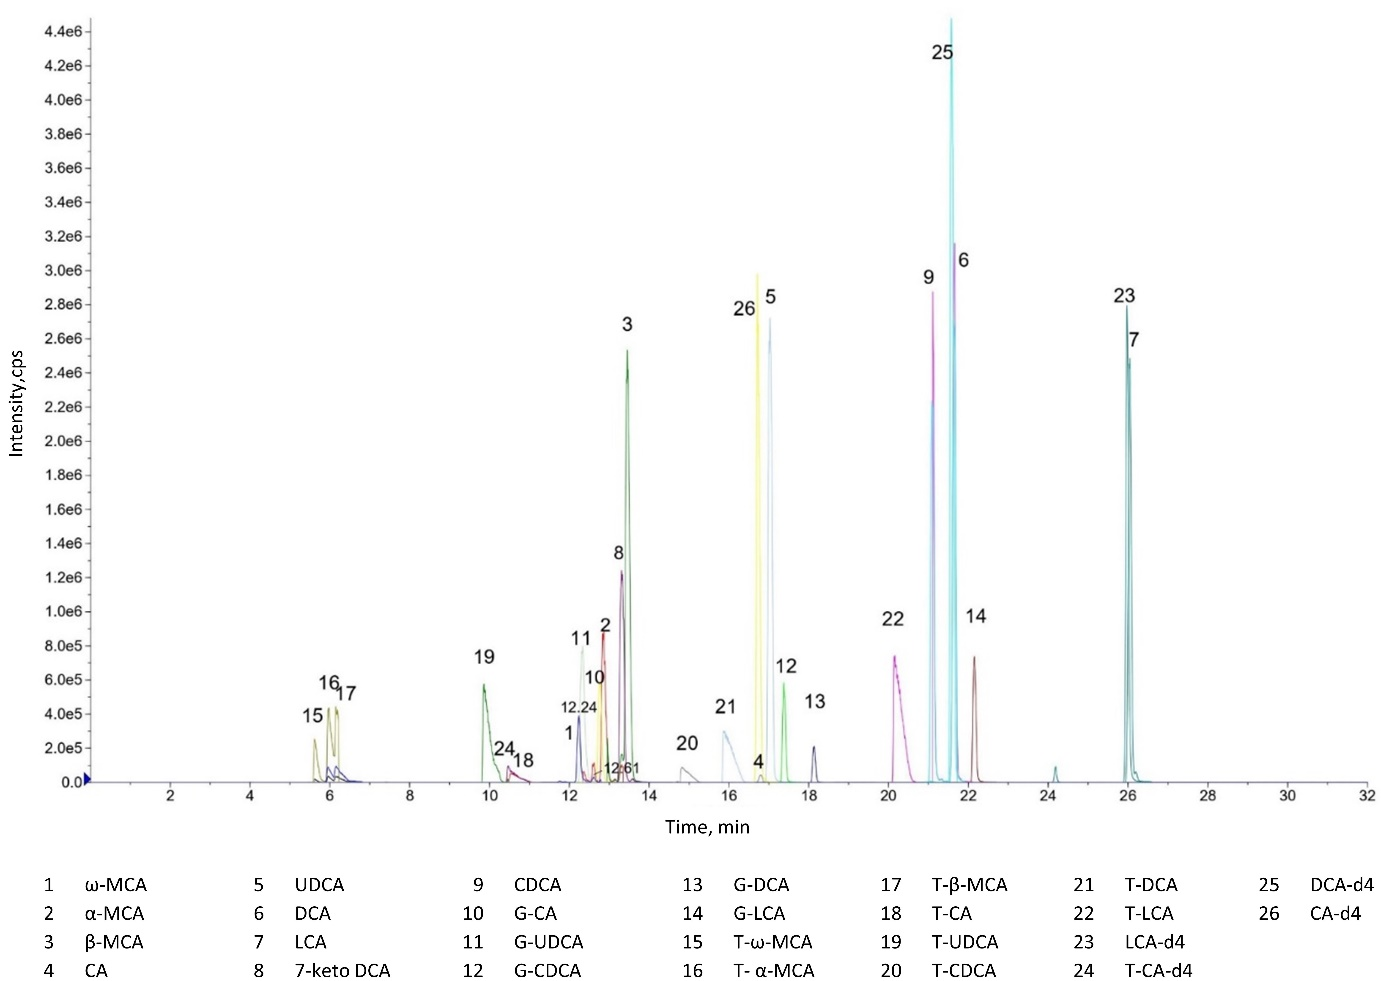 4.4e6
4.2e6
4.0e6
3.8e6
3.6e6
3.4e6
3.2e6
3.0e6
2.8e6
2.6e6
2.4e6
2.2e6
2.0e6
1.8e6
1.6e6
1.4e6
1.2e6
1.0e6
8.0e5
6.0e5
4.0e5
2.0e5
0.0
Intensity,cps
15
16
17
19
24
18
12.24
1
11
10
2
12.61
8
3
20
21
26
5
4
12
13
22
9
25
6
14
23
7
2 4 6 8 10 12 14 16 18 20 22 24 26 28 30 32
Time, min
1 ω-MCA 5 UDCA 9 CDCA 13 G-DCA 17 T-β-MCA 21 T-DCA 25 DCA-d4
2 α-MCA 6 DCA 10 G-CA 14 G-LCA 18 T-CA 22 T-LCA 26 CA-d4
3 β-MCA 7 LCA 11 G-UDCA 15 T-ω-MCA 19 T-UDCA 23 LCA-d4
4 CA 8 7-keto DCA 12 G-CDCA 16 T- α-MCA 20 T-CDCA 24 T-CA-d4